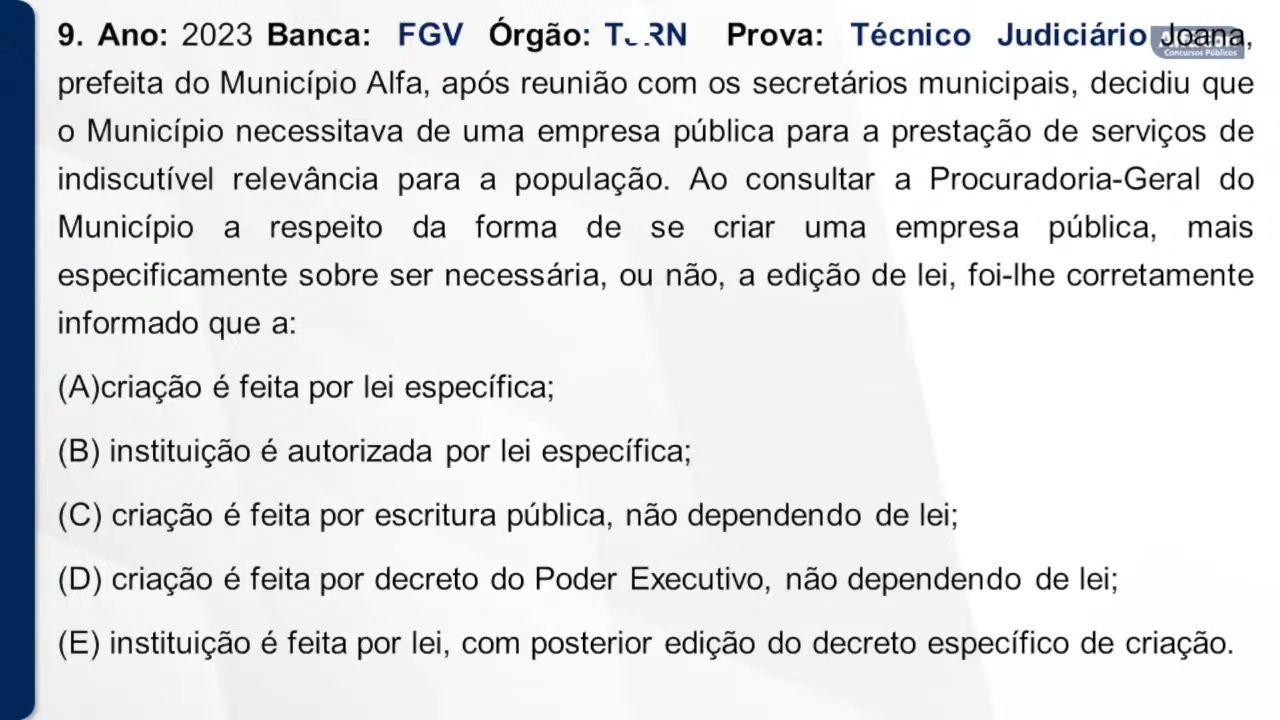 9. Ano: 2023 Banca: FGV Órgão: TJRN Prova: Técnico Judiciário Joana,
Concursos Públicos
prefeita do Município Alfa, após reunião com os secretários municipais, decidiu que
o Município necessitava de uma empresa pública para a prestação de serviços de
indiscutível relevância para a população. Ao consultar a Procuradoria-Geral do
Município a respeito da forma de se criar uma empresa pública, mais
especificamente sobre ser necessária, ou não, a edição de lei, foi-lhe corretamente
informado que a:
(A)criação é feita por lei específica;
(B) instituição é autorizada por lei específica;
(C) criação é feita por escritura pública, não dependendo de lei;
(D) criação é feita por decreto do Poder Executivo, não dependendo de lei;
(E) instituição é feita por lei, com posterior edição do decreto específico de criação.